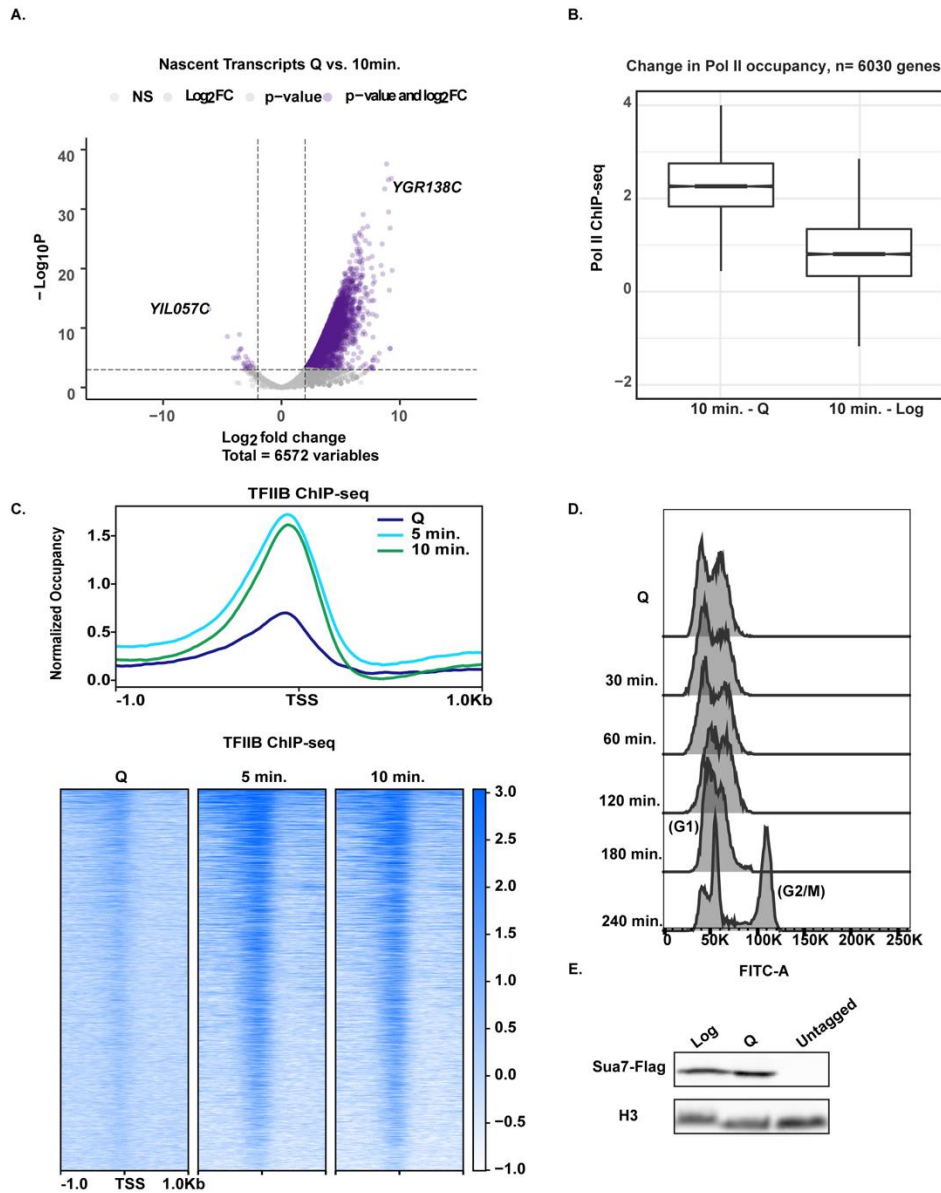 A.
Nascent Transcripts Q vs. 10min.
NS Log2FC p-value p-value and log2FC
40
30
20
10
0
− Log10P
YGR138C
YIL057C
−10 0 10
Log2 fold change
Total = 6572 variables
B.
Change in Pol II occupancy, n= 6030 genes
4
2
0
−2
Pol II ChIP-seq
10 min. - Q 10 min. - Log
C.
TFIIB ChIP-seq
Q
5 min.
10 min.
1.5
1.0
0.5
0.0
Normalized Occupancy
-1.0 TSS 1.0Kb
TFIIB ChIP-seq
Q 5 min. 10 min.
3.0
2.5
2.0
1.5
1.0
0.5
0.0
−0.5
−1.0
-1.0 TSS 1.0Kb
D.
Q
30 min.
60 min.
120 min.
(G1)
180 min.
(G2/M)
240 min.
0 50K 100K 150K 200K 250K
FITC-A
E.
Log Q Untagged
Sua7-Flag
H3